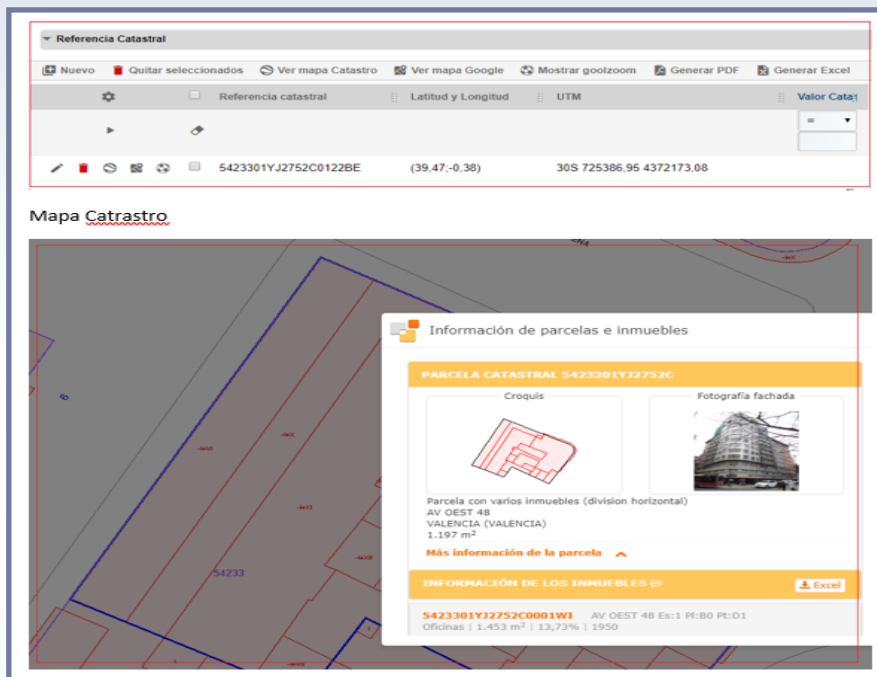 Referencia Catastral
Nuevo Quitar seleccionados Ver mapa Catastro Ver mapa Google Mostrar goolzoom Generar PDF Generar Excel
Referencia catastral Latitud y Longitud UTM Valor Catas
=
5423301YJ2752C0122BE (39,47;-0,38) 30S 725386,95 4372173,08
Mapa Catrastro
Información de parcelas e inmuebles
PARCELA CATASTRAL 5423301YJ2752C
Croquis Fotografía fachada
Parcela con varios inmuebles (division horizontal)
AV OEST 48
VALENCIA (VALENCIA)
1.197 m²
Más información de la parcela
54233
INFORMACIÓN DE LOS INMUEBLES
Excel
5423301YJ2752C0001WI AV OEST 48 Es:1 Pl:B0 Pt:D1
Oficinas | 1.453 m² | 13,73% | 1950